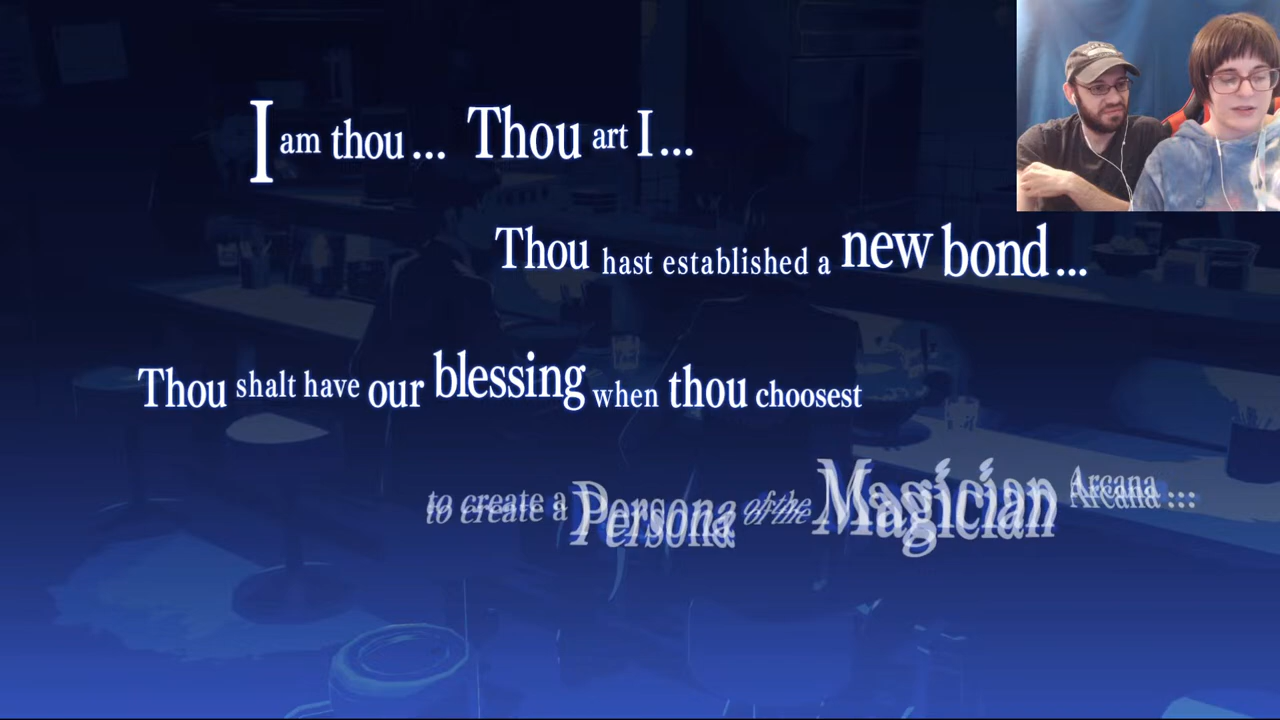 I am thou... Thou art I...
Thou hast established a new bond...
Thou shalt have our blessing when thou choosest
to create a Persona of the Magician Arcana...